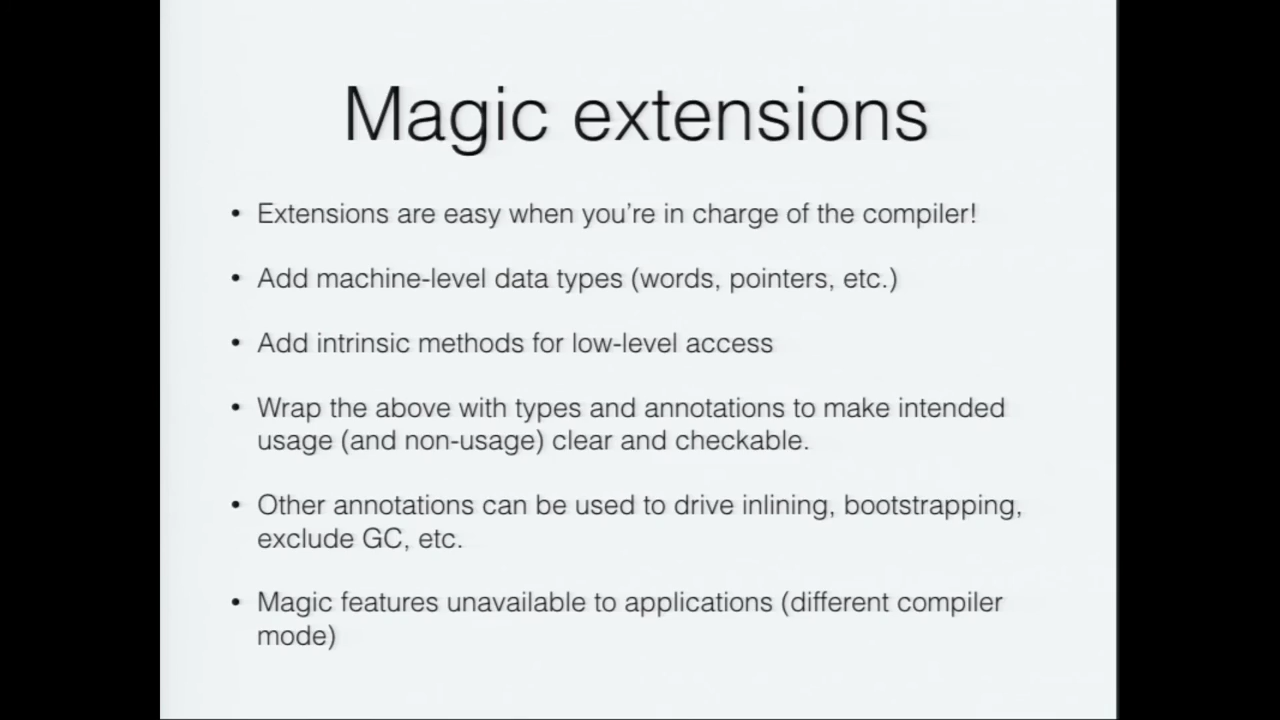 Magic extensions
• Extensions are easy when you're in charge of the compiler!
• Add machine-level data types (words, pointers, etc.)
• Add intrinsic methods for low-level access
• Wrap the above with types and annotations to make intended
usage (and non-usage) clear and checkable.
• Other annotations can be used to drive inlining, bootstrapping,
exclude GC, etc.
• Magic features unavailable to applications (different compiler
mode)